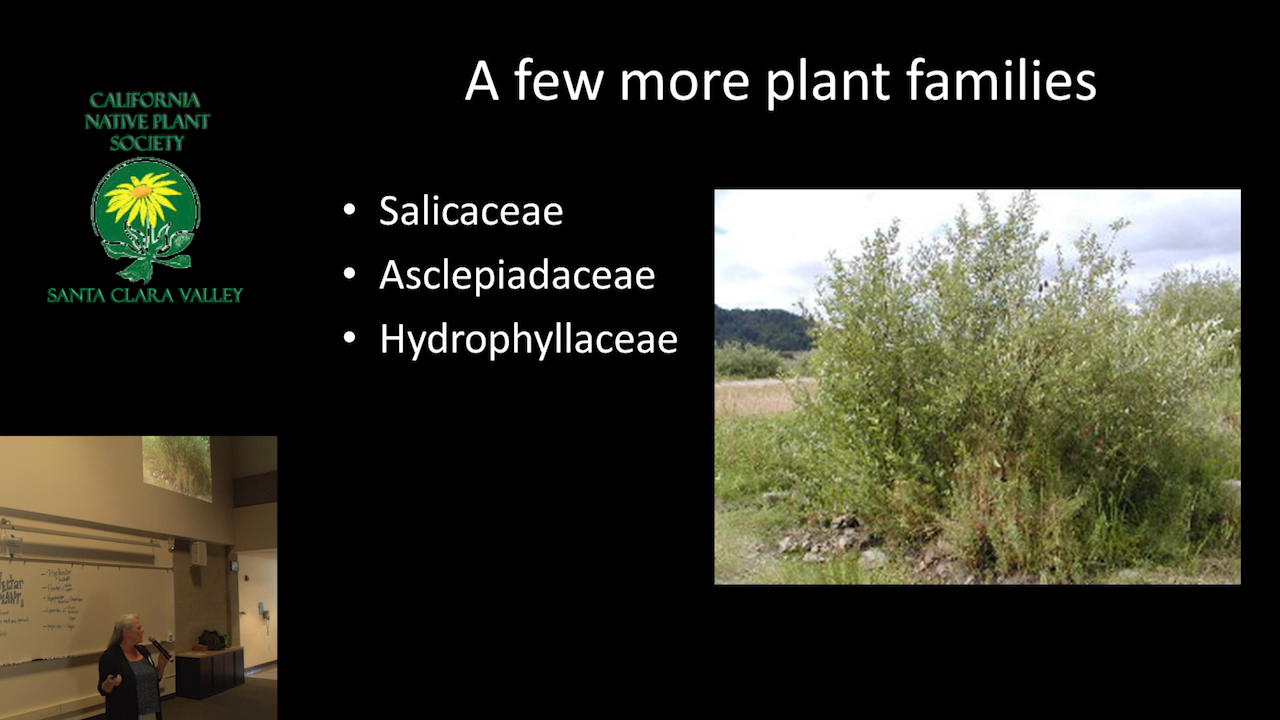 A few more plant families
CALIFORNIA
NATIVE PLANT
SOCIETY
SANTA CLARA VALLEY
• Salicaceae
• Asclepiadaceae
• Hydrophyllaceae